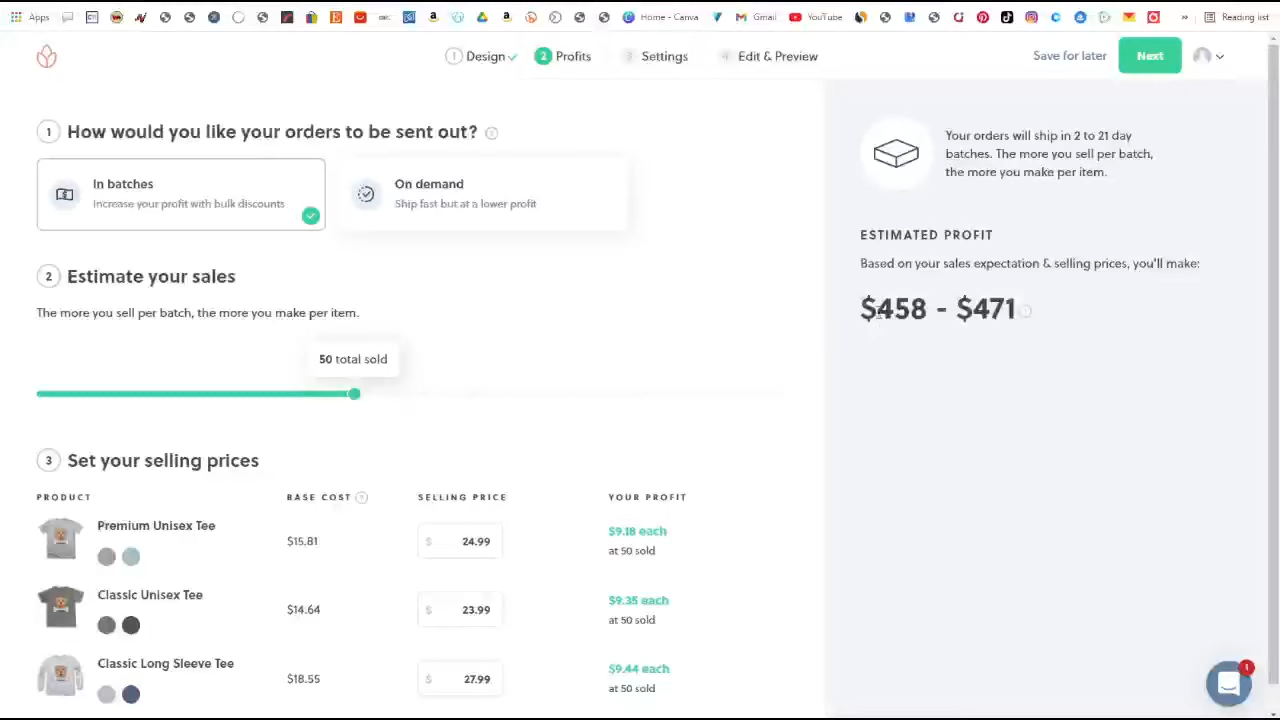 Home - Canva
Gmail
YouTube
»
Reading list
1 Design
2 Profits
3 Settings
4 Edit & Preview
Save for later
Next
1 How would you like your orders to be sent out? ?
In batches
Increase your profit with bulk discounts
On demand
Ship fast but at a lower profit
2 Estimate your sales
The more you sell per batch, the more you make per item.
50 total sold
3 Set your selling prices
PRODUCT BASE COST ? SELLING PRICE YOUR PROFIT
Premium Unisex Tee
$15.81
$ 24.99
$9.18 each
at 50 sold
Classic Unisex Tee
$14.64
$ 23.99
$9.35 each
at 50 sold
Classic Long Sleeve Tee
$18.55
$ 27.99
$9.44 each
at 50 sold
Your orders will ship in 2 to 21 day
batches. The more you sell per batch,
the more you make per item.
ESTIMATED PROFIT
Based on your sales expectation & selling prices, you'll make:
$458 - $471
1